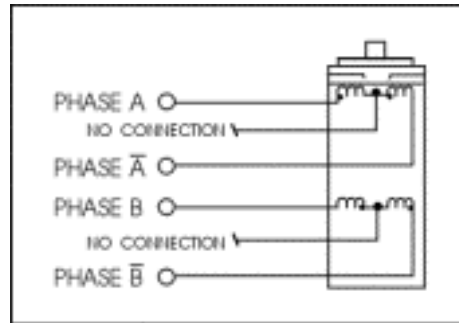 PHASE A
NO CONNECTION
PHASE A̅
PHASE B
NO CONNECTION
PHASE B̅